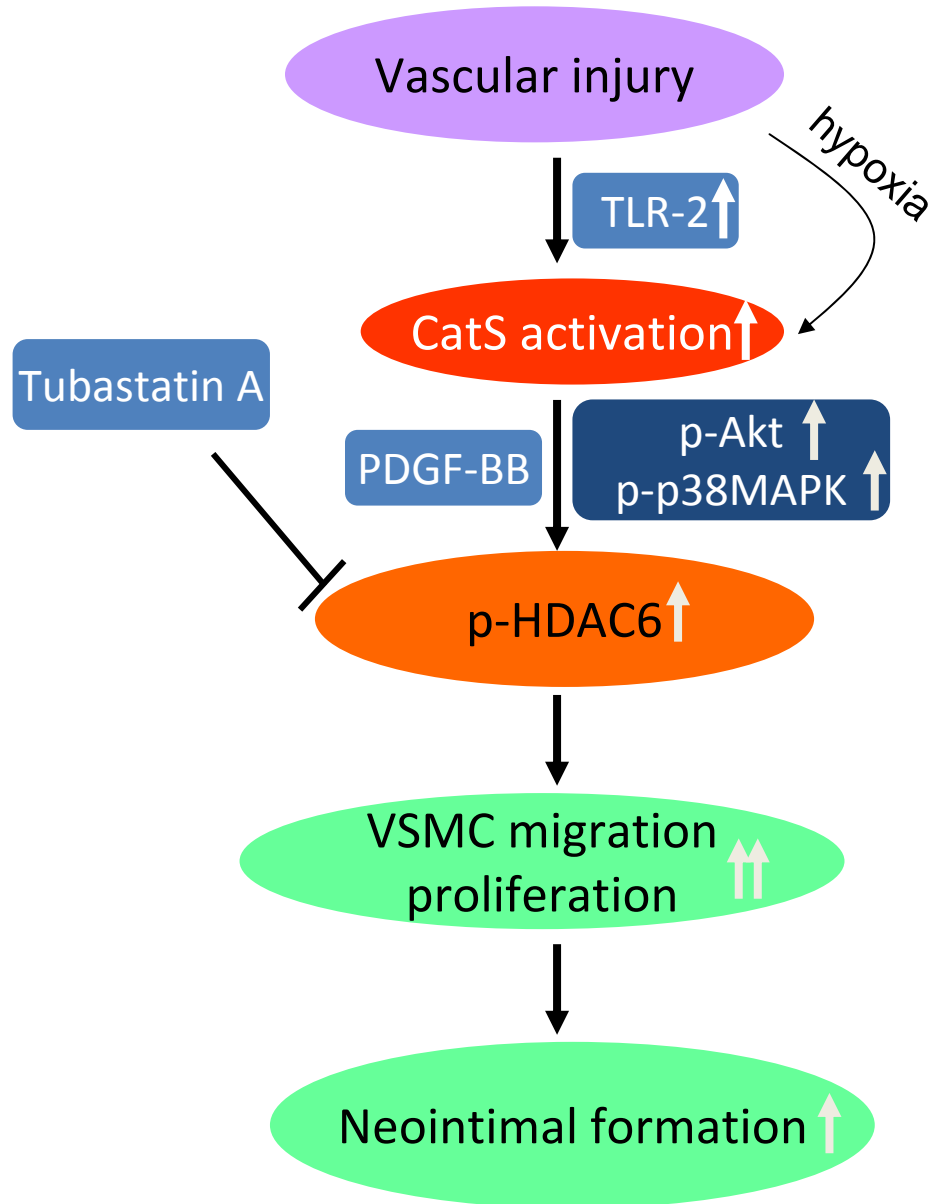 Vascular injury
hypoxia
TLR-2
CatS activation
Tubastatin A
PDGF-BB
p-Akt
p-p38MAPK
p-HDAC6
VSMC migration
proliferation
Neointimal formation